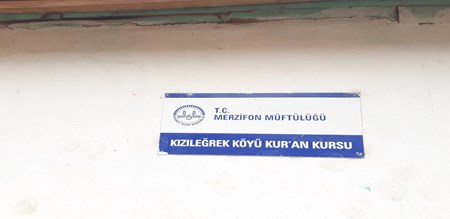 T.C.
MERZİFON MÜFTÜLÜĞÜ
KIZILEĞREK KÖYÜ KUR'AN KURSU